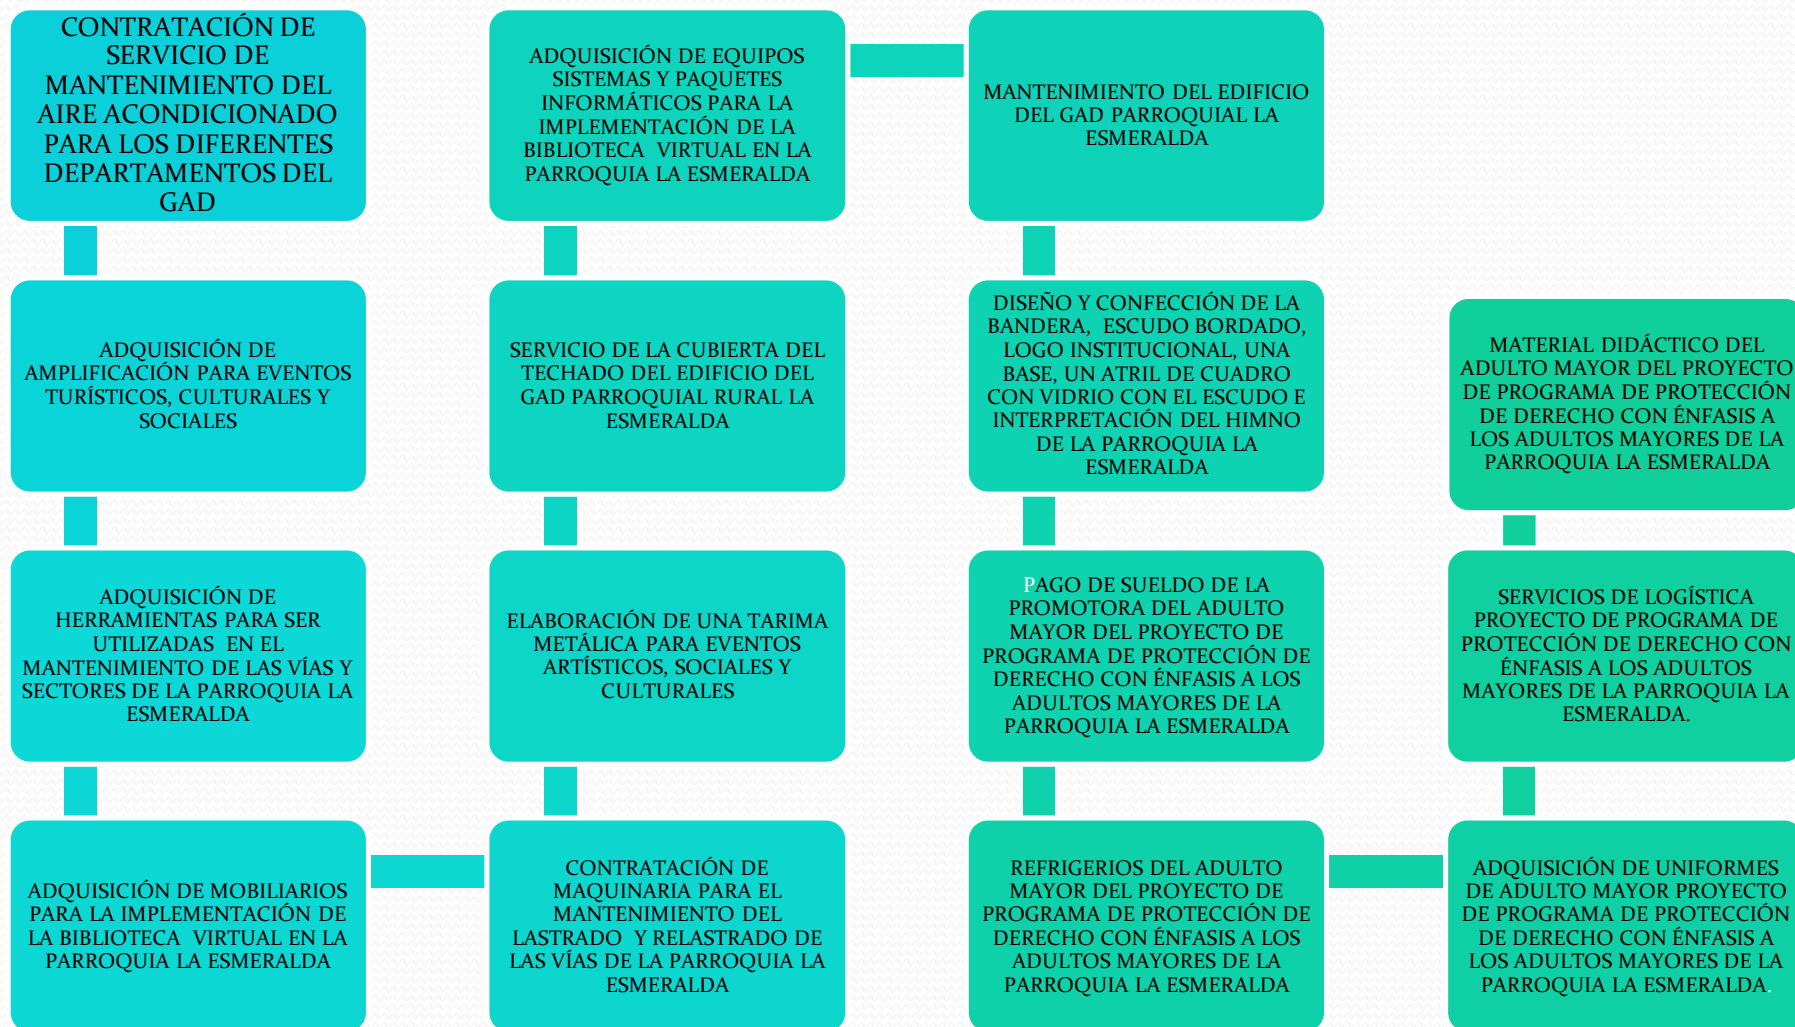 CONTRATACIÓN DE
SERVICIO DE
MANTENIMIENTO DEL
AIRE ACONDICIONADO
PARA LOS DIFERENTES
DEPARTAMENTOS DEL
GAD
ADQUISICIÓN DE
AMPLIFICACIÓN PARA EVENTOS
TURÍSTICOS, CULTURALES Y
SOCIALES
ADQUISICIÓN DE
HERRAMIENTAS PARA SER
UTILIZADAS EN EL
MANTENIMIENTO DE LAS VÍAS Y
SECTORES DE LA PARROQUIA LA
ESMERALDA
ADQUISICIÓN DE MOBILIARIOS
PARA LA IMPLEMENTACIÓN DE
LA BIBLIOTECA VIRTUAL EN LA
PARROQUIA LA ESMERALDA
CONTRATACIÓN DE
MAQUINARIA PARA EL
MANTENIMIENTO DEL
LASTRADO Y RELASTRADO DE
LAS VÍAS DE LA PARROQUIA LA
ESMERALDA
ELABORACIÓN DE UNA TARIMA
METÁLICA PARA EVENTOS
ARTÍSTICOS, SOCIALES Y
CULTURALES
SERVICIO DE LA CUBIERTA DEL
TECHADO DEL EDIFICIO DEL
GAD PARROQUIAL RURAL LA
ESMERALDA
ADQUISICIÓN DE EQUIPOS
SISTEMAS Y PAQUETES
INFORMÁTICOS PARA LA
IMPLEMENTACIÓN DE LA
BIBLIOTECA VIRTUAL EN LA
PARROQUIA LA ESMERALDA
MANTENIMIENTO DEL EDIFICIO
DEL GAD PARROQUIAL LA
ESMERALDA
DISEÑO Y CONFECCIÓN DE LA
BANDERA, ESCUDO BORDADO,
LOGO INSTITUCIONAL, UNA
BASE, UN ATRIL DE CUADRO
CON VIDRIO CON EL ESCUDO E
INTERPRETACIÓN DEL HIMNO
DE LA PARROQUIA LA
ESMERALDA
PAGO DE SUELDO DE LA
PROMOTORA DEL ADULTO
MAYOR DEL PROYECTO DE
PROGRAMA DE PROTECCIÓN DE
DERECHO CON ÉNFASIS A LOS
ADULTOS MAYORES DE LA
PARROQUIA LA ESMERALDA
REFRIGERIOS DEL ADULTO
MAYOR DEL PROYECTO DE
PROGRAMA DE PROTECCIÓN DE
DERECHO CON ÉNFASIS A LOS
ADULTOS MAYORES DE LA
PARROQUIA LA ESMERALDA
ADQUISICIÓN DE UNIFORMES
DE ADULTO MAYOR PROYECTO
DE PROGRAMA DE PROTECCIÓN
DE DERECHO CON ÉNFASIS A
LOS ADULTOS MAYORES DE LA
PARROQUIA LA ESMERALDA.
SERVICIOS DE LOGÍSTICA
PROYECTO DE PROGRAMA DE
PROTECCIÓN DE DERECHO CON
ÉNFASIS A LOS ADULTOS
MAYORES DE LA PARROQUIA LA
ESMERALDA.
MATERIAL DIDÁCTICO DEL
ADULTO MAYOR DEL PROYECTO
DE PROGRAMA DE PROTECCIÓN
DE DERECHO CON ÉNFASIS A
LOS ADULTOS MAYORES DE LA
PARROQUIA LA ESMERALDA